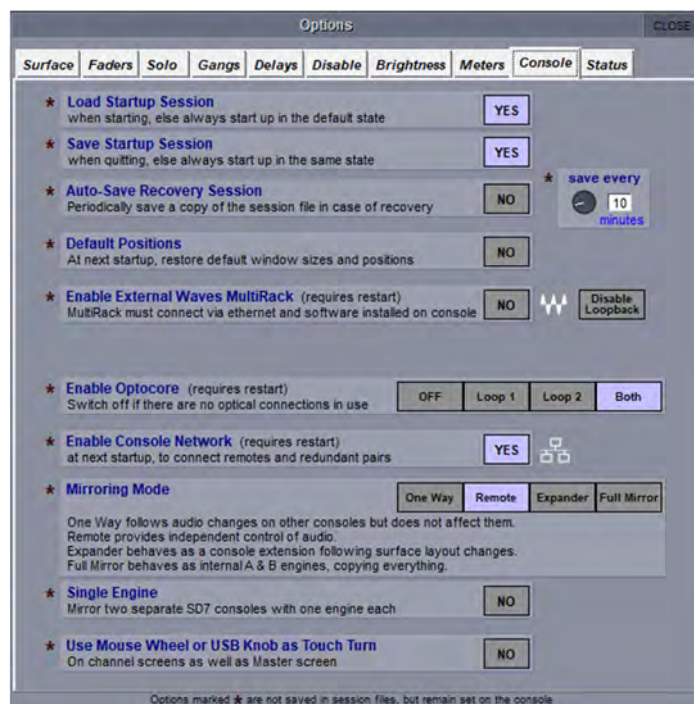 Options
CLOSE
Surface Faders Solo Gangs Delays Disable Brightness Meters Console Status
* Load Startup Session
when starting, else always start up in the default state
YES
* Save Startup Session
when quitting, else always start up in the same state
YES
* Auto-Save Recovery Session
Periodically save a copy of the session file in case of recovery
NO
* save every
10
minutes
* Default Positions
At next startup, restore default window sizes and positions
NO
* Enable External Waves MultiRack (requires restart)
MultiRack must connect via ethernet and software installed on console
NO
Disable
Loopback
* Enable Optocore (requires restart)
Switch off if there are no optical connections in use
OFF Loop 1 Loop 2 Both
* Enable Console Network (requires restart)
at next startup, to connect remotes and redundant pairs
YES
* Mirroring Mode
One Way Remote Expander Full Mirror
One Way follows audio changes on other consoles but does not affect them.
Remote provides independent control of audio.
Expander behaves as a console extension following surface layout changes.
Full Mirror behaves as internal A & B engines, copying everything.
* Single Engine
Mirror two separate SD7 consoles with one engine each
NO
* Use Mouse Wheel or USB Knob as Touch Turn
On channel screens as well as Master screen
NO
Options marked * are not saved in session files, but remain set on the console